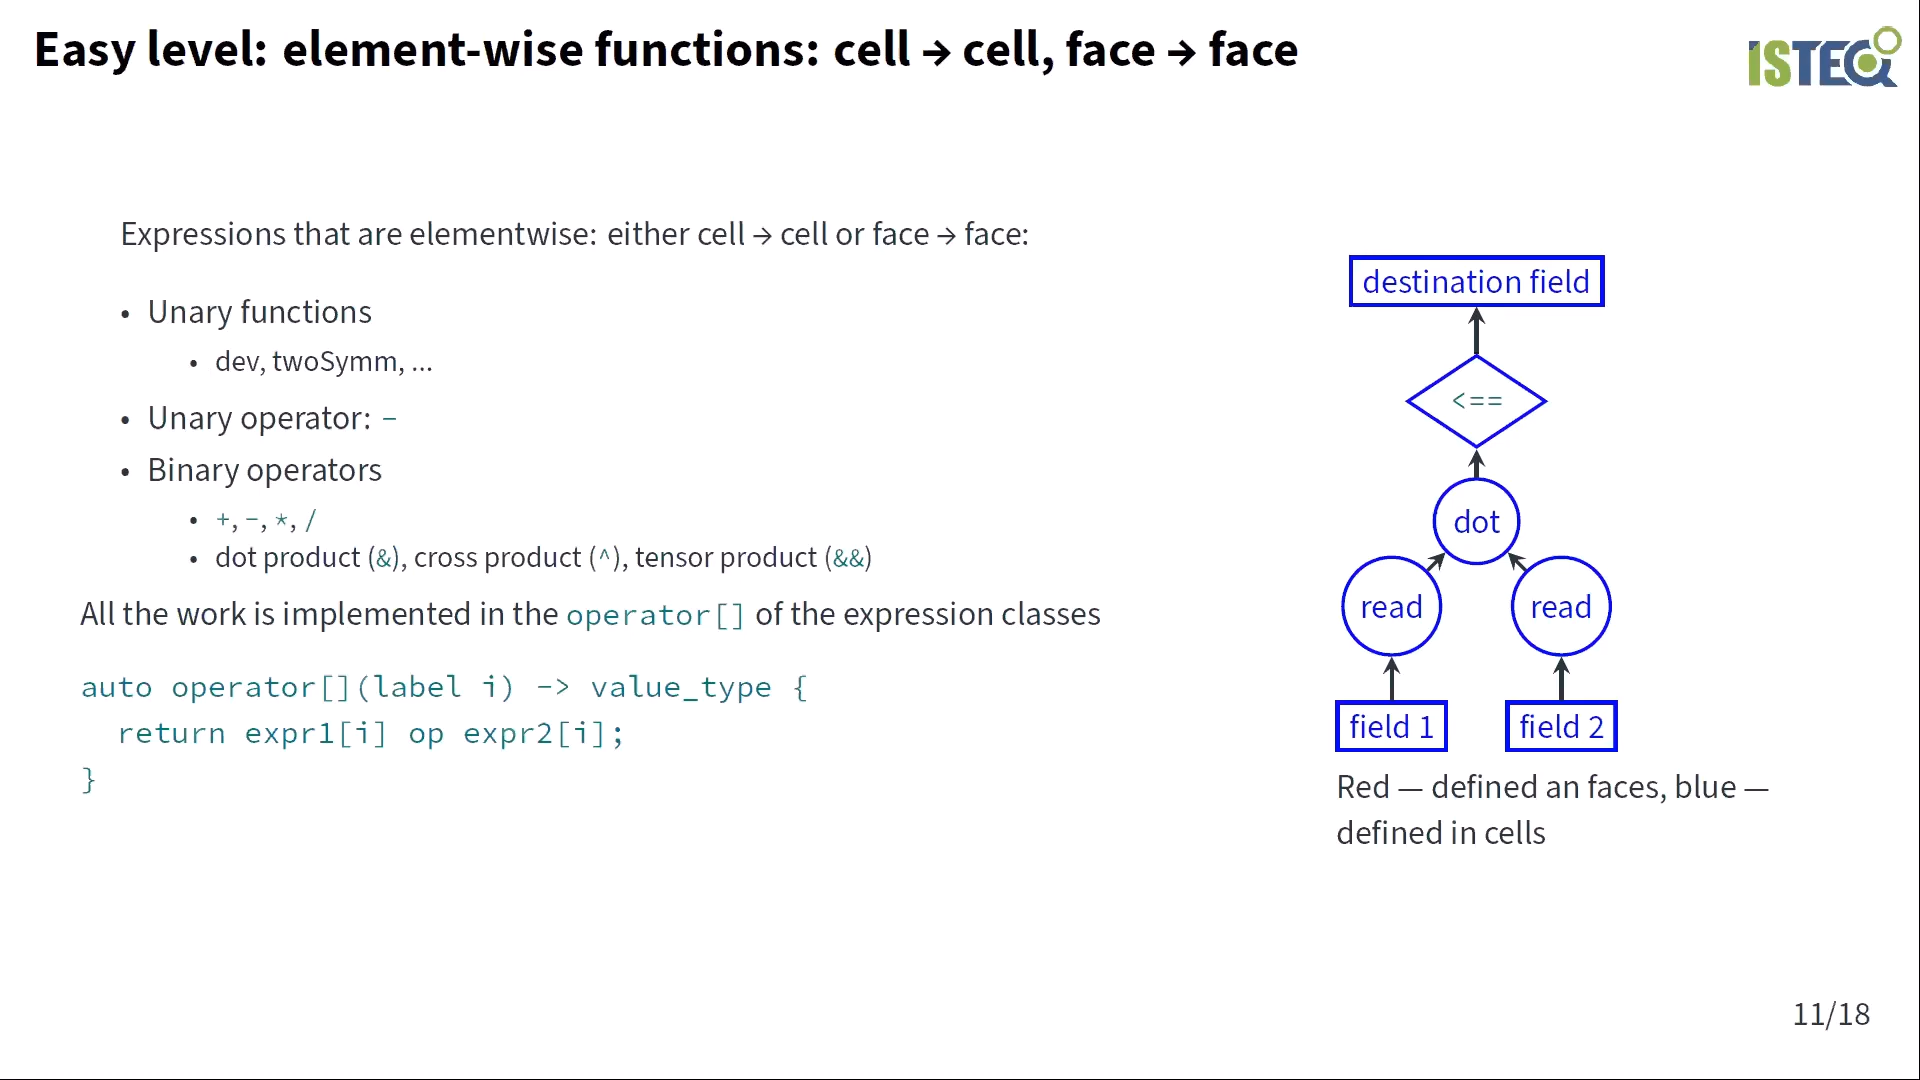 Easy level: element-wise functions: cell → cell, face → face
ISTEQ
Expressions that are elementwise: either cell → cell or face → face:
• Unary functions
• dev, twoSymm, ...
• Unary operator: -
• Binary operators
• +, -, *, /
• dot product (&), cross product (^), tensor product (&&)
All the work is implemented in the operator[] of the expression classes
auto operator[](label i) -> value_type {
  return expr1[i] op expr2[i];
}
destination field
<==
dot
read read
field 1 field 2
Red — defined an faces, blue —
defined in cells
11/18